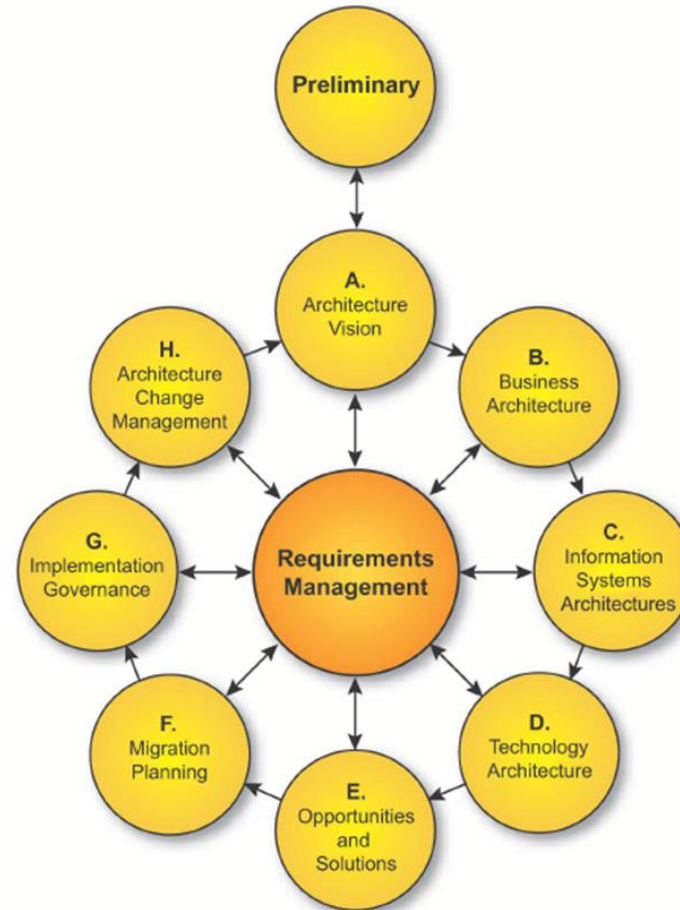 Preliminary
A.
Architecture
Vision
B.
Business
Architecture
C.
Information
Systems
Architectures
D.
Technology
Architecture
E.
Opportunities
and
Solutions
F.
Migration
Planning
G.
Implementation
Governance
H.
Architecture
Change
Management
Requirements
Management